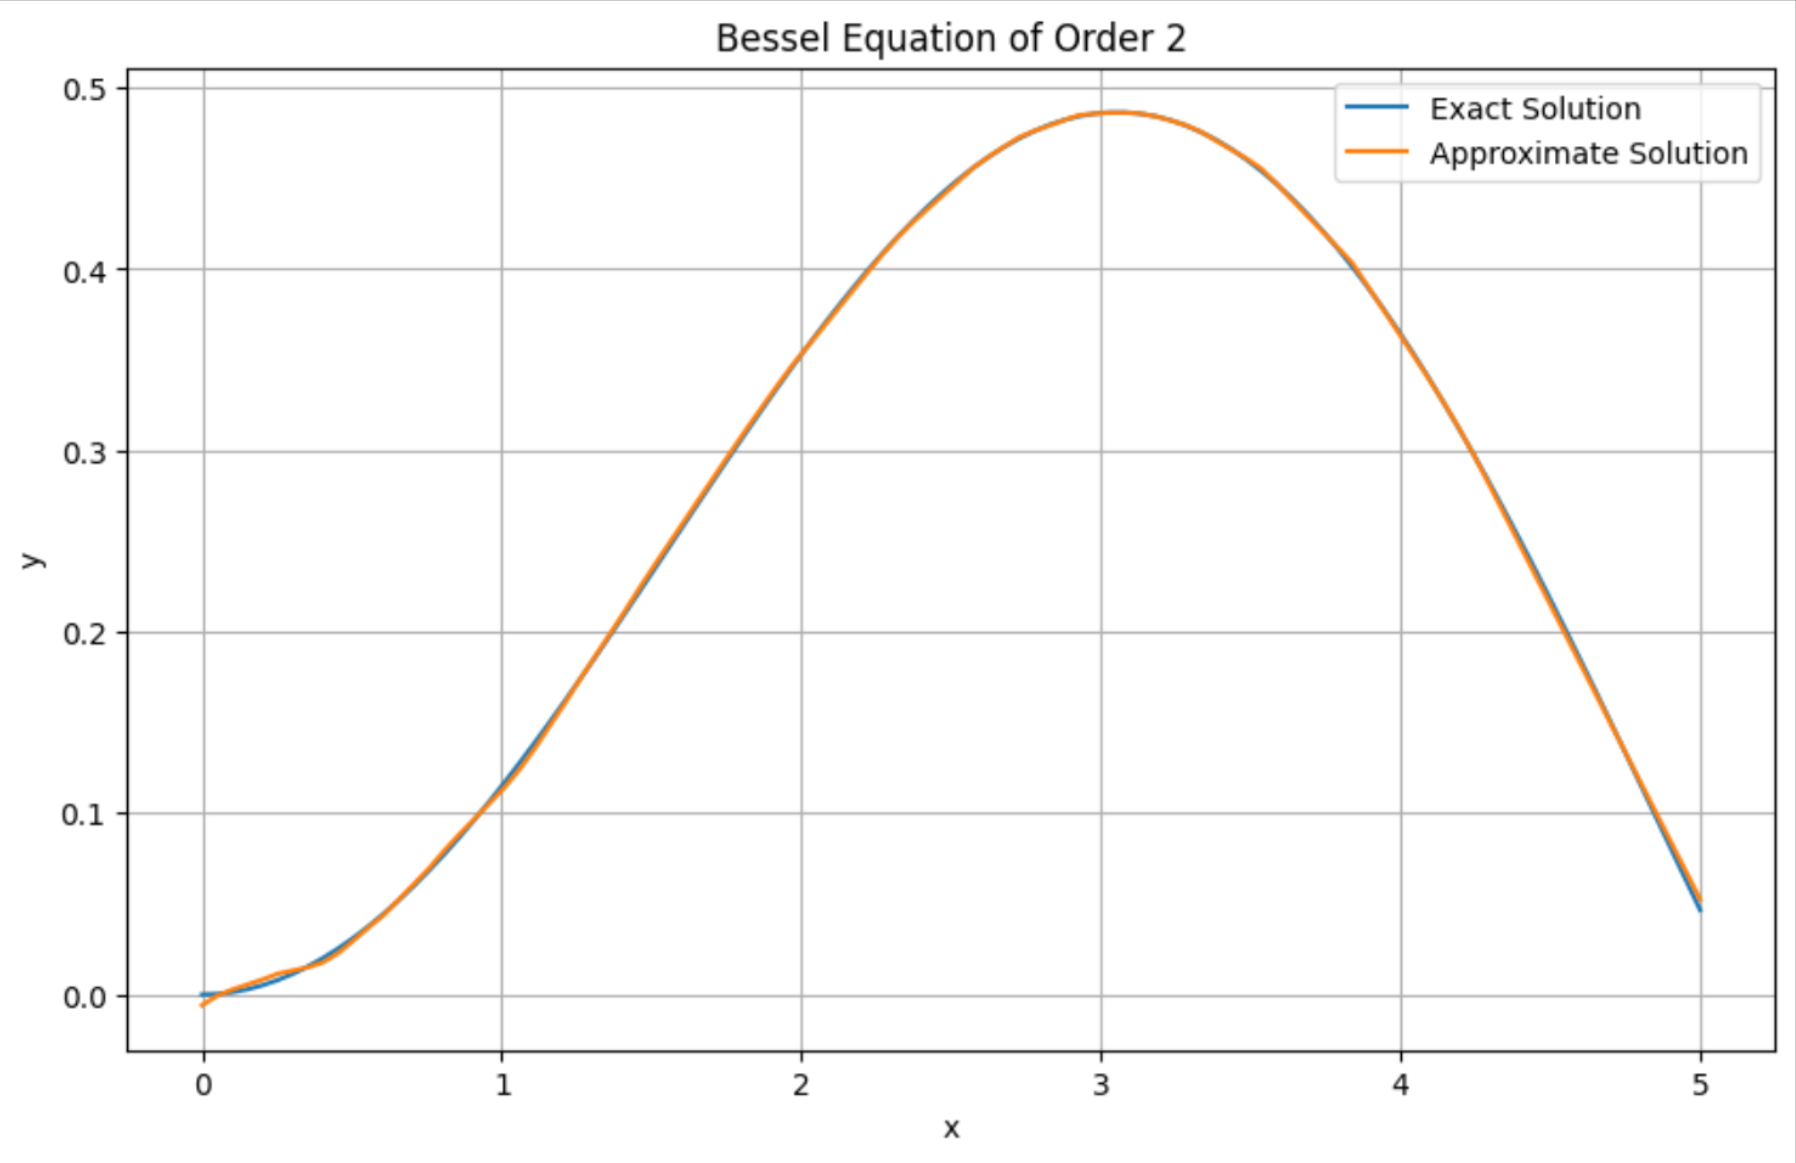 Bessel Equation of Order 2
Exact Solution
Approximate Solution
0.5
0.4
0.3
0.2
0.1
0.0
y
0 1 2 3 4 5
x